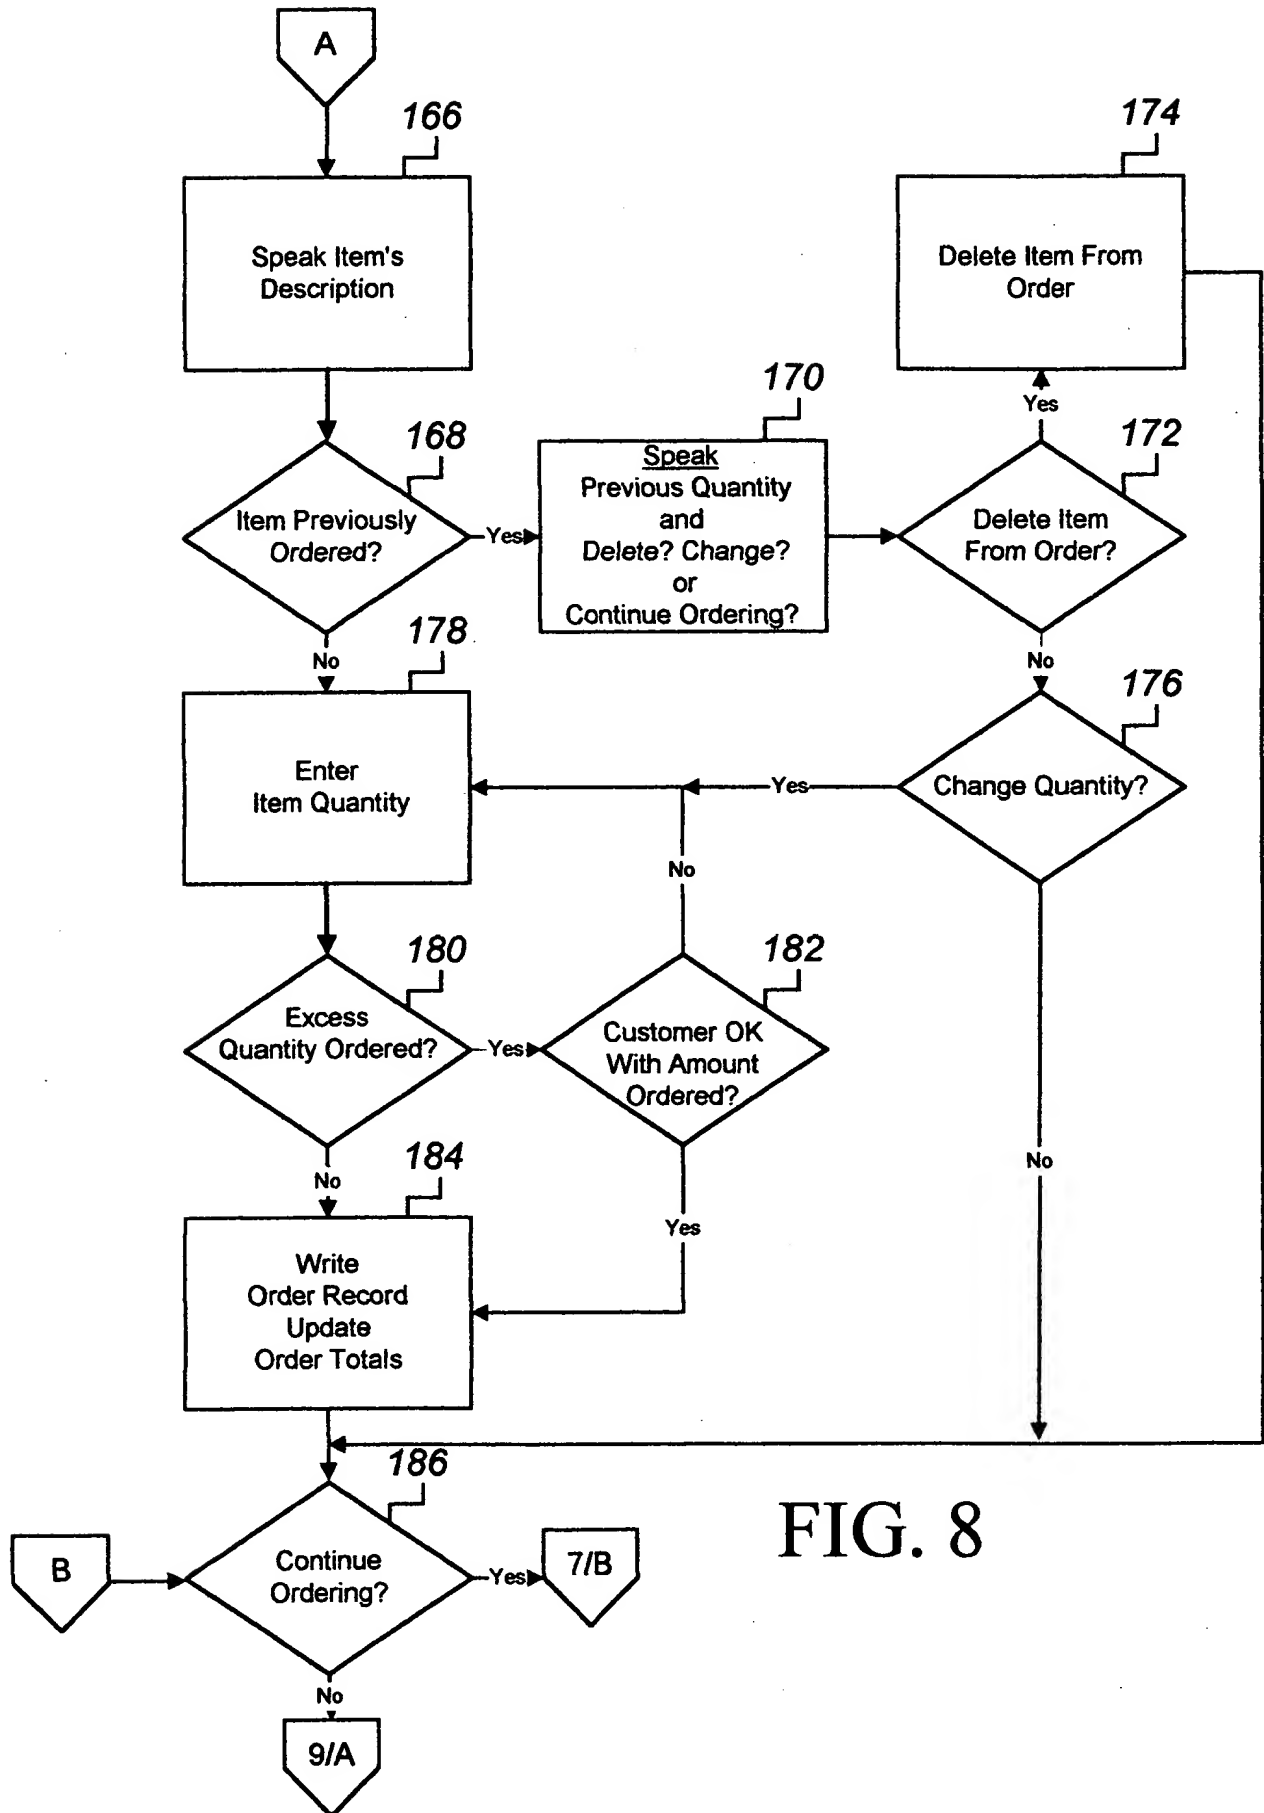 A
166
Speak Item's
Description
174
Delete Item From
Order
168
Item Previously
Ordered?
Yes
170
Speak
Previous Quantity
and
Delete? Change?
or
Continue Ordering?
Yes
172
Delete Item
From Order?
No
178
Enter
Item Quantity
No
176
Change Quantity?
Yes
No
180
Excess
Quantity Ordered?
Yes
182
Customer OK
With Amount
Ordered?
No
No
184
Write
Order Record
Update
Order Totals
Yes
186
Continue
Ordering?
B
Yes
7/B
No
9/A
FIG. 8